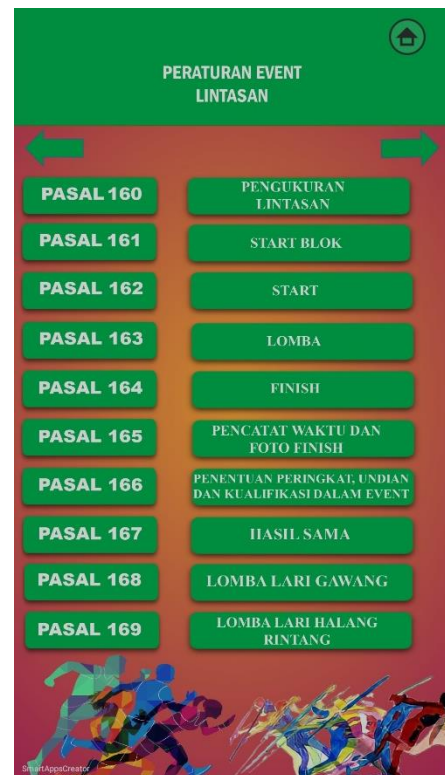 PERATURAN EVENT
LINTASAN
PASAL 160
PENGUKURAN
LINTASAN
PASAL 161
START BLOK
PASAL 162
START
PASAL 163
LOMBA
PASAL 164
FINISH
PASAL 165
PENCATAT WAKTU DAN
FOTO FINISH
PASAL 166
PENENTUAN PERINGKAT, UNDIAN
DAN KUALIFIKASI DALAM EVENT
PASAL 167
HASIL SAMA
PASAL 168
LOMBA LARI GAWANG
PASAL 169
LOMBA LARI HALANG
RINTANG
SmartAppsCreator